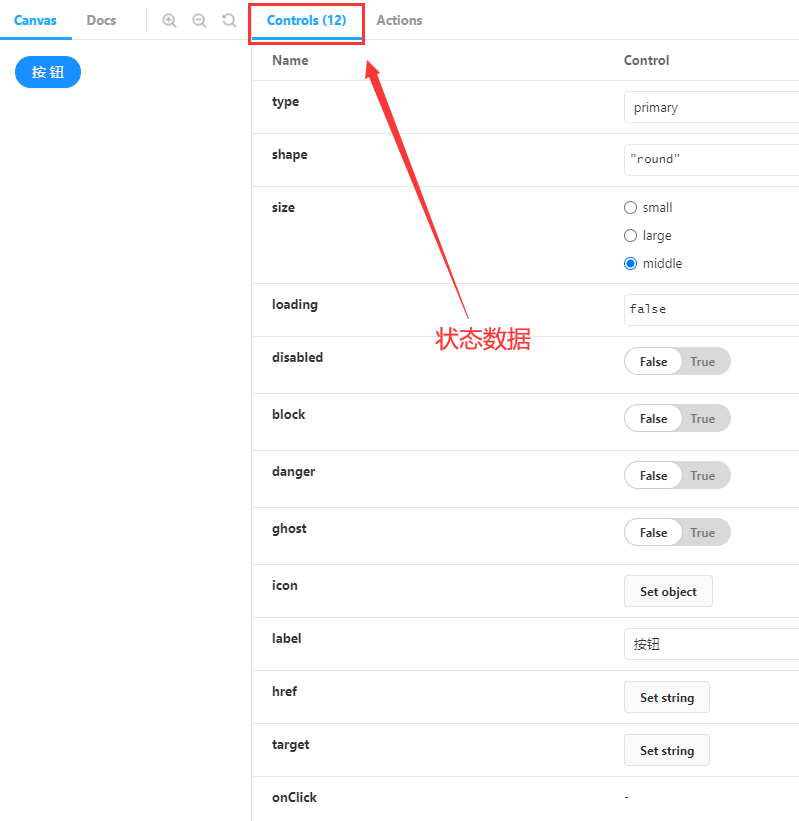 Canvas Docs Controls (12) Actions
按 钮
Name Control
type primary
shape "round"
size small
large
middle
loading false
状态数据
disabled False True
block False True
danger False True
ghost False True
icon Set object
label 按钮
href Set string
target Set string
onClick -